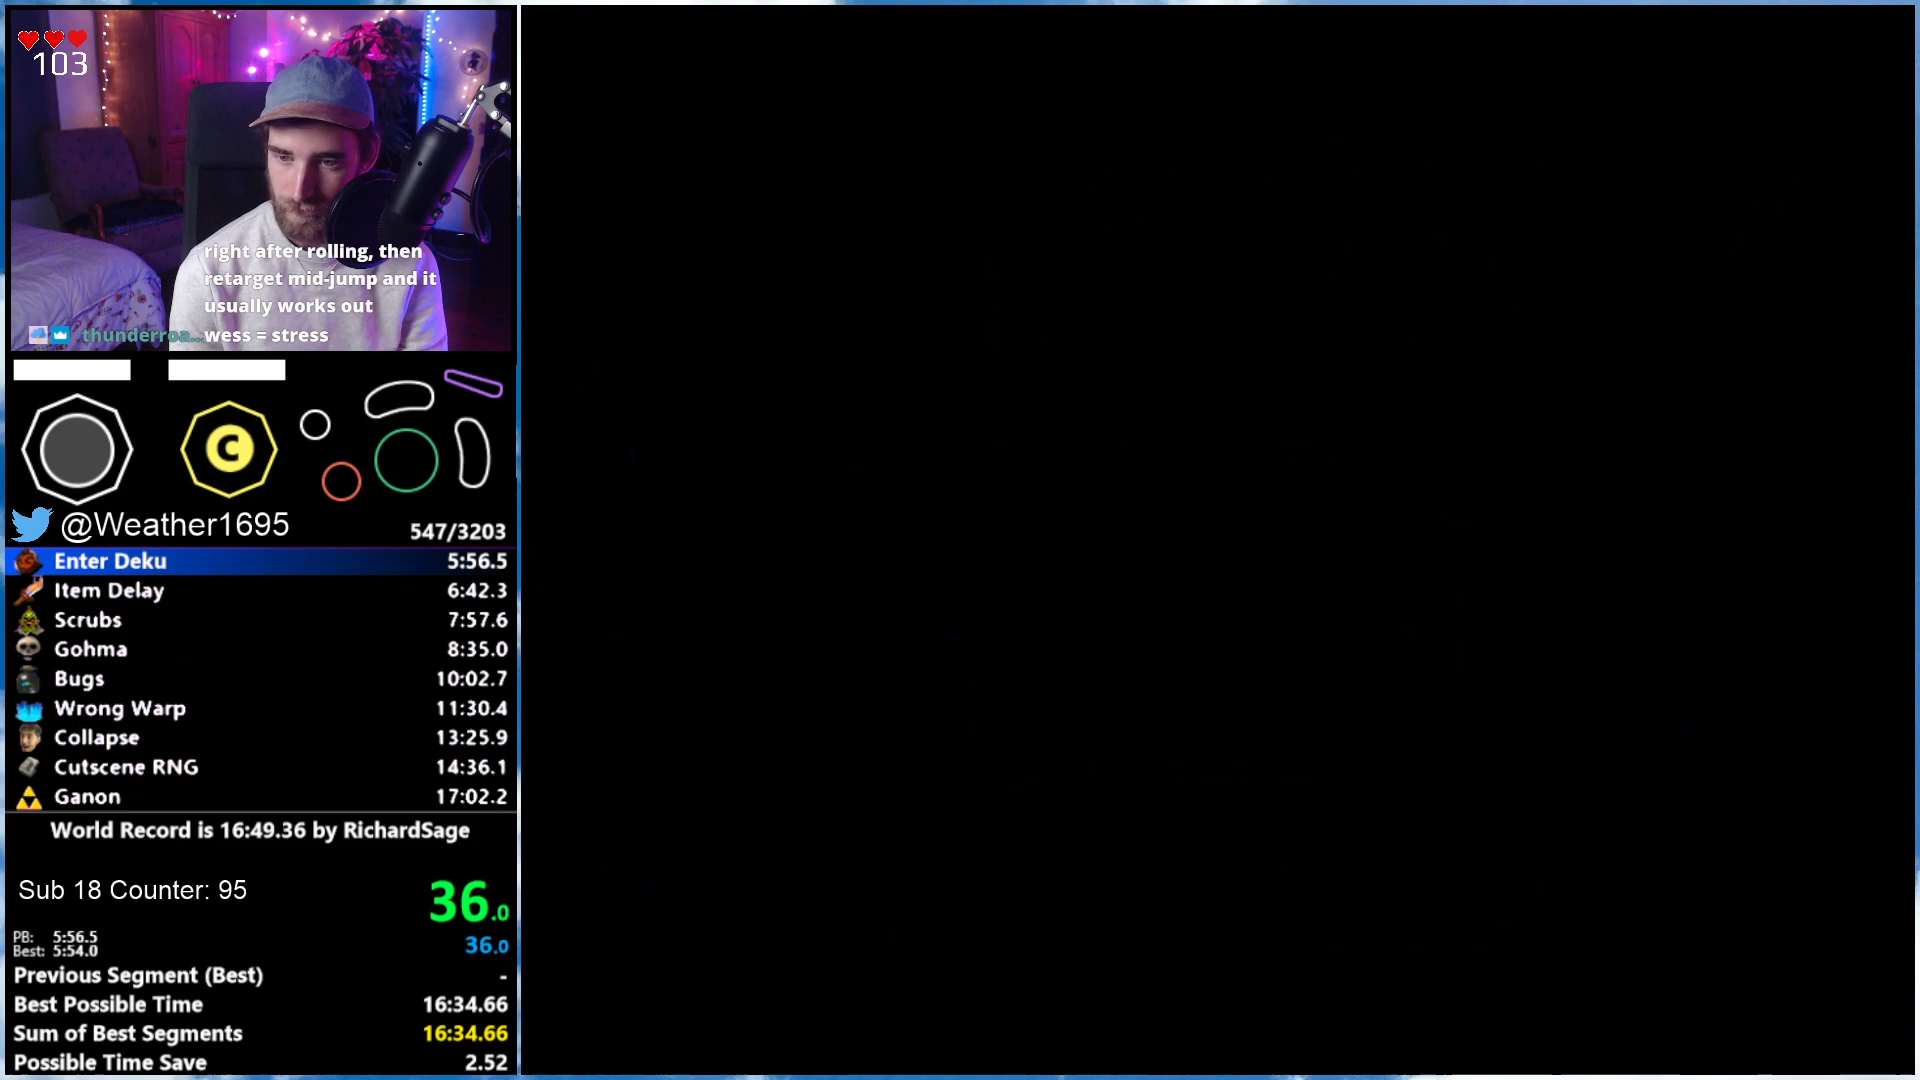 103
right after rolling, then
retarget mid-jump and it
usually works out
thunderroa... wess = stress
C
@Weather1695
547/3203
Enter Deku 5:56.5
Item Delay 6:42.3
Scrubs 7:57.6
Gohma 8:35.0
Bugs 10:02.7
Wrong Warp 11:30.4
Collapse 13:25.9
Cutscene RNG 14:36.1
Ganon 17:02.2
World Record is 16:49.36 by RichardSage
Sub 18 Counter: 95
36.0
PB: 5:56.5
Best: 5:54.0
36.0
Previous Segment (Best) -
Best Possible Time 16:34.66
Sum of Best Segments 16:34.66
Possible Time Save 2.52